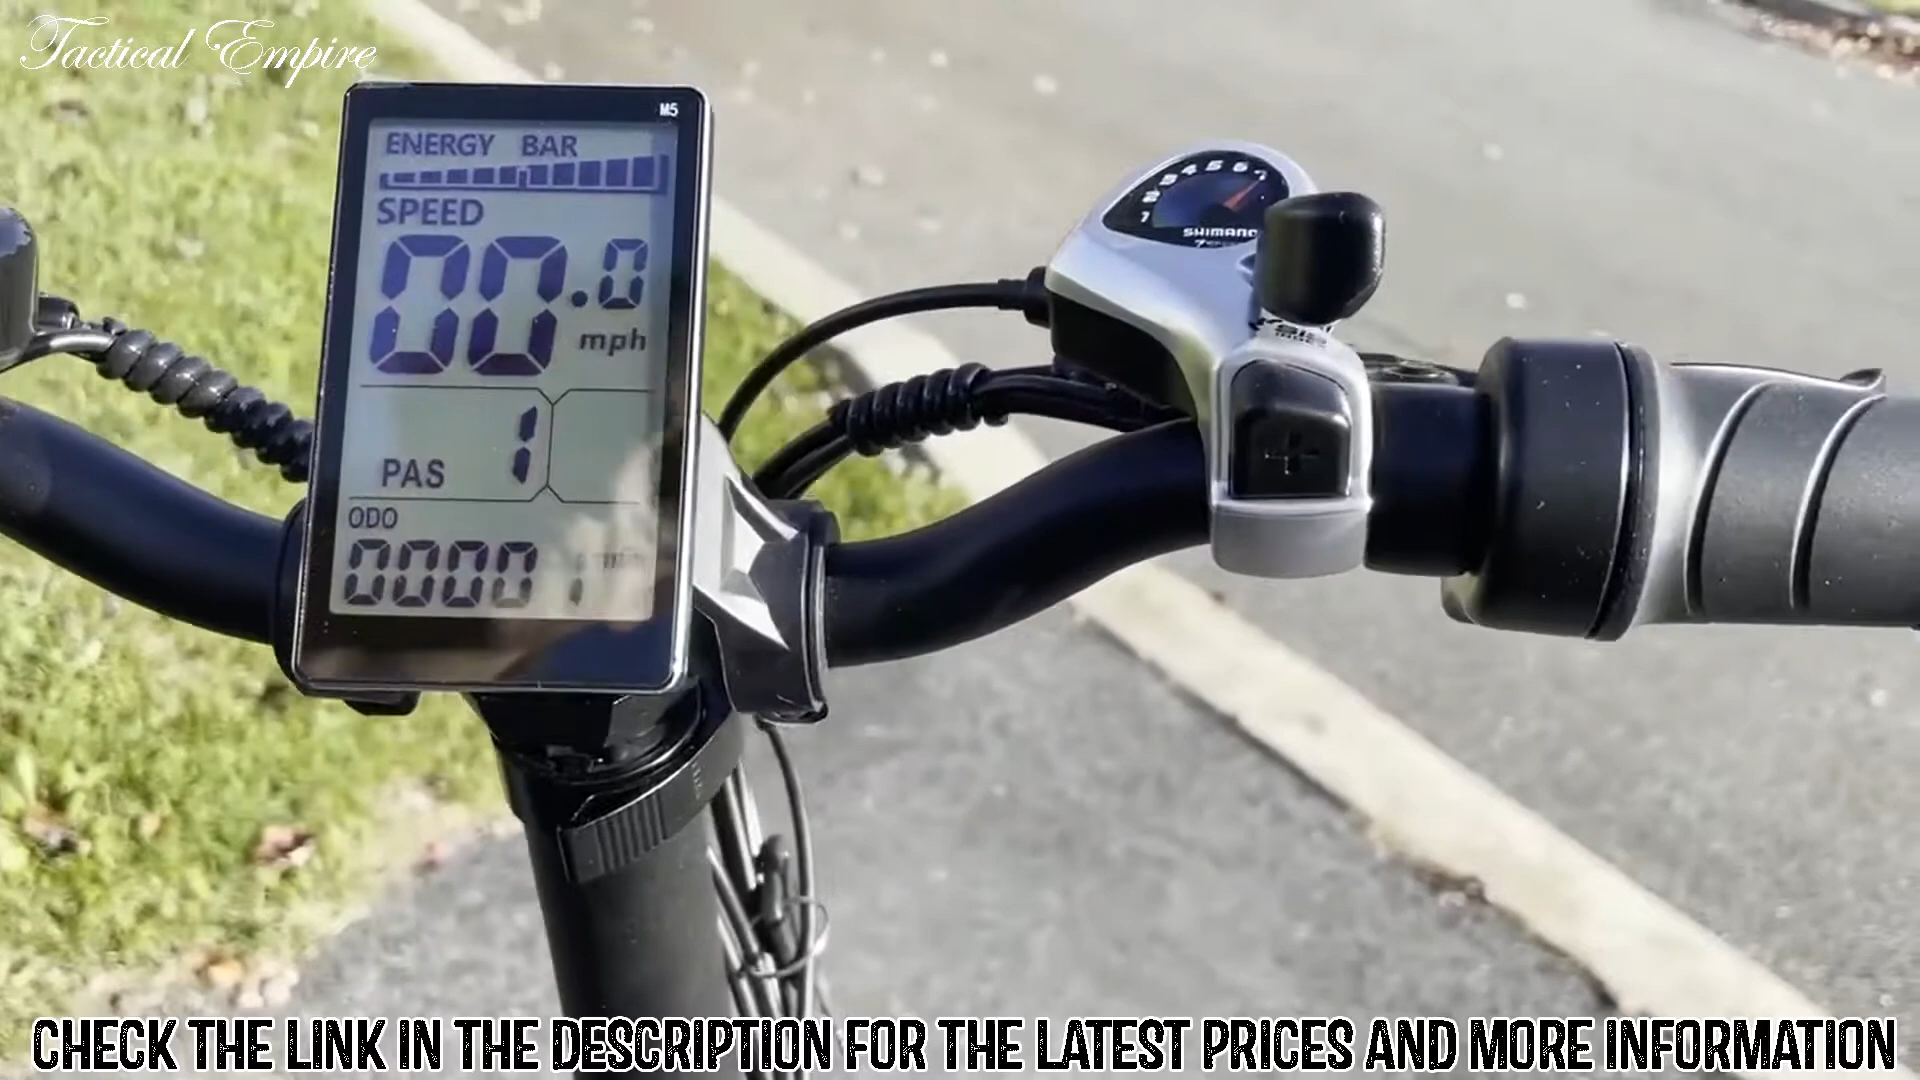 Tactical Empire
M5
ENERGY BAR
SPEED
00.0
mph
1
PAS
ODO
0000
SHIMANO
CHECK THE LINK IN THE DESCRIPTION FOR THE LATEST PRICES AND MORE INFORMATION